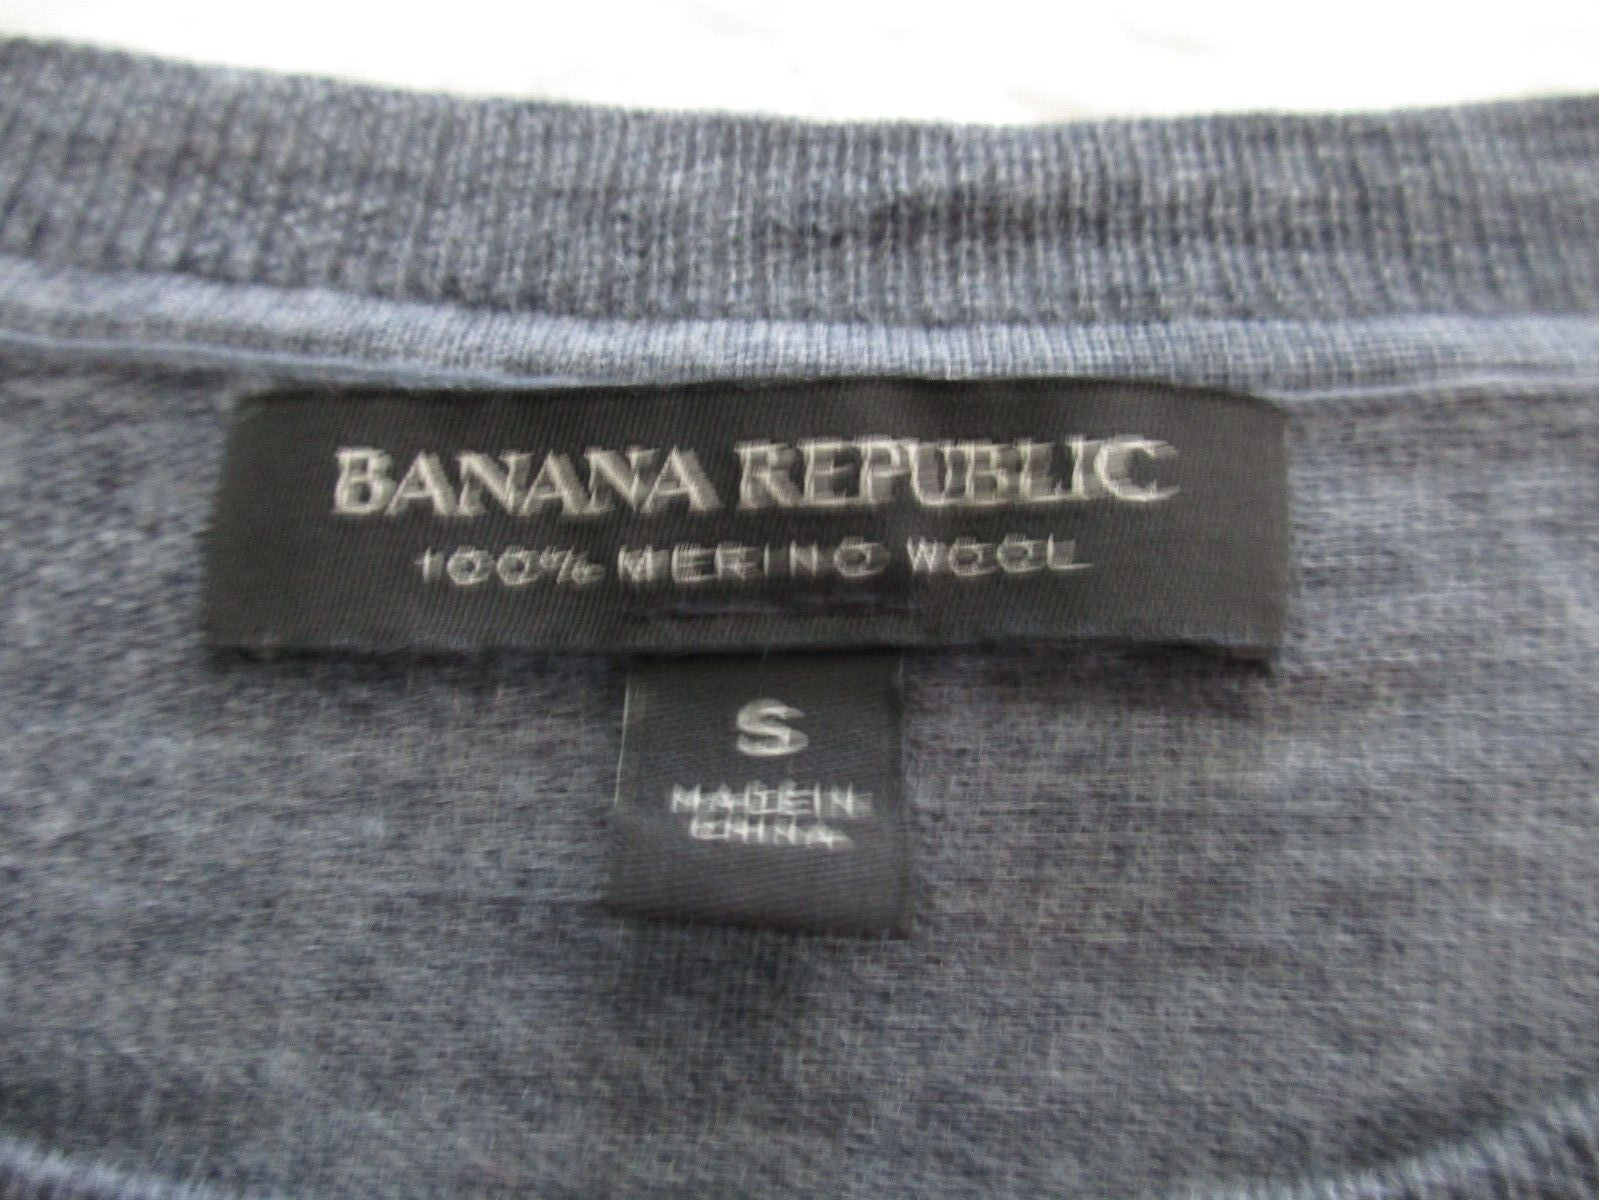 BANANA REPUBLIC
100% MERINO WOOL
S
MADE IN
CHINA